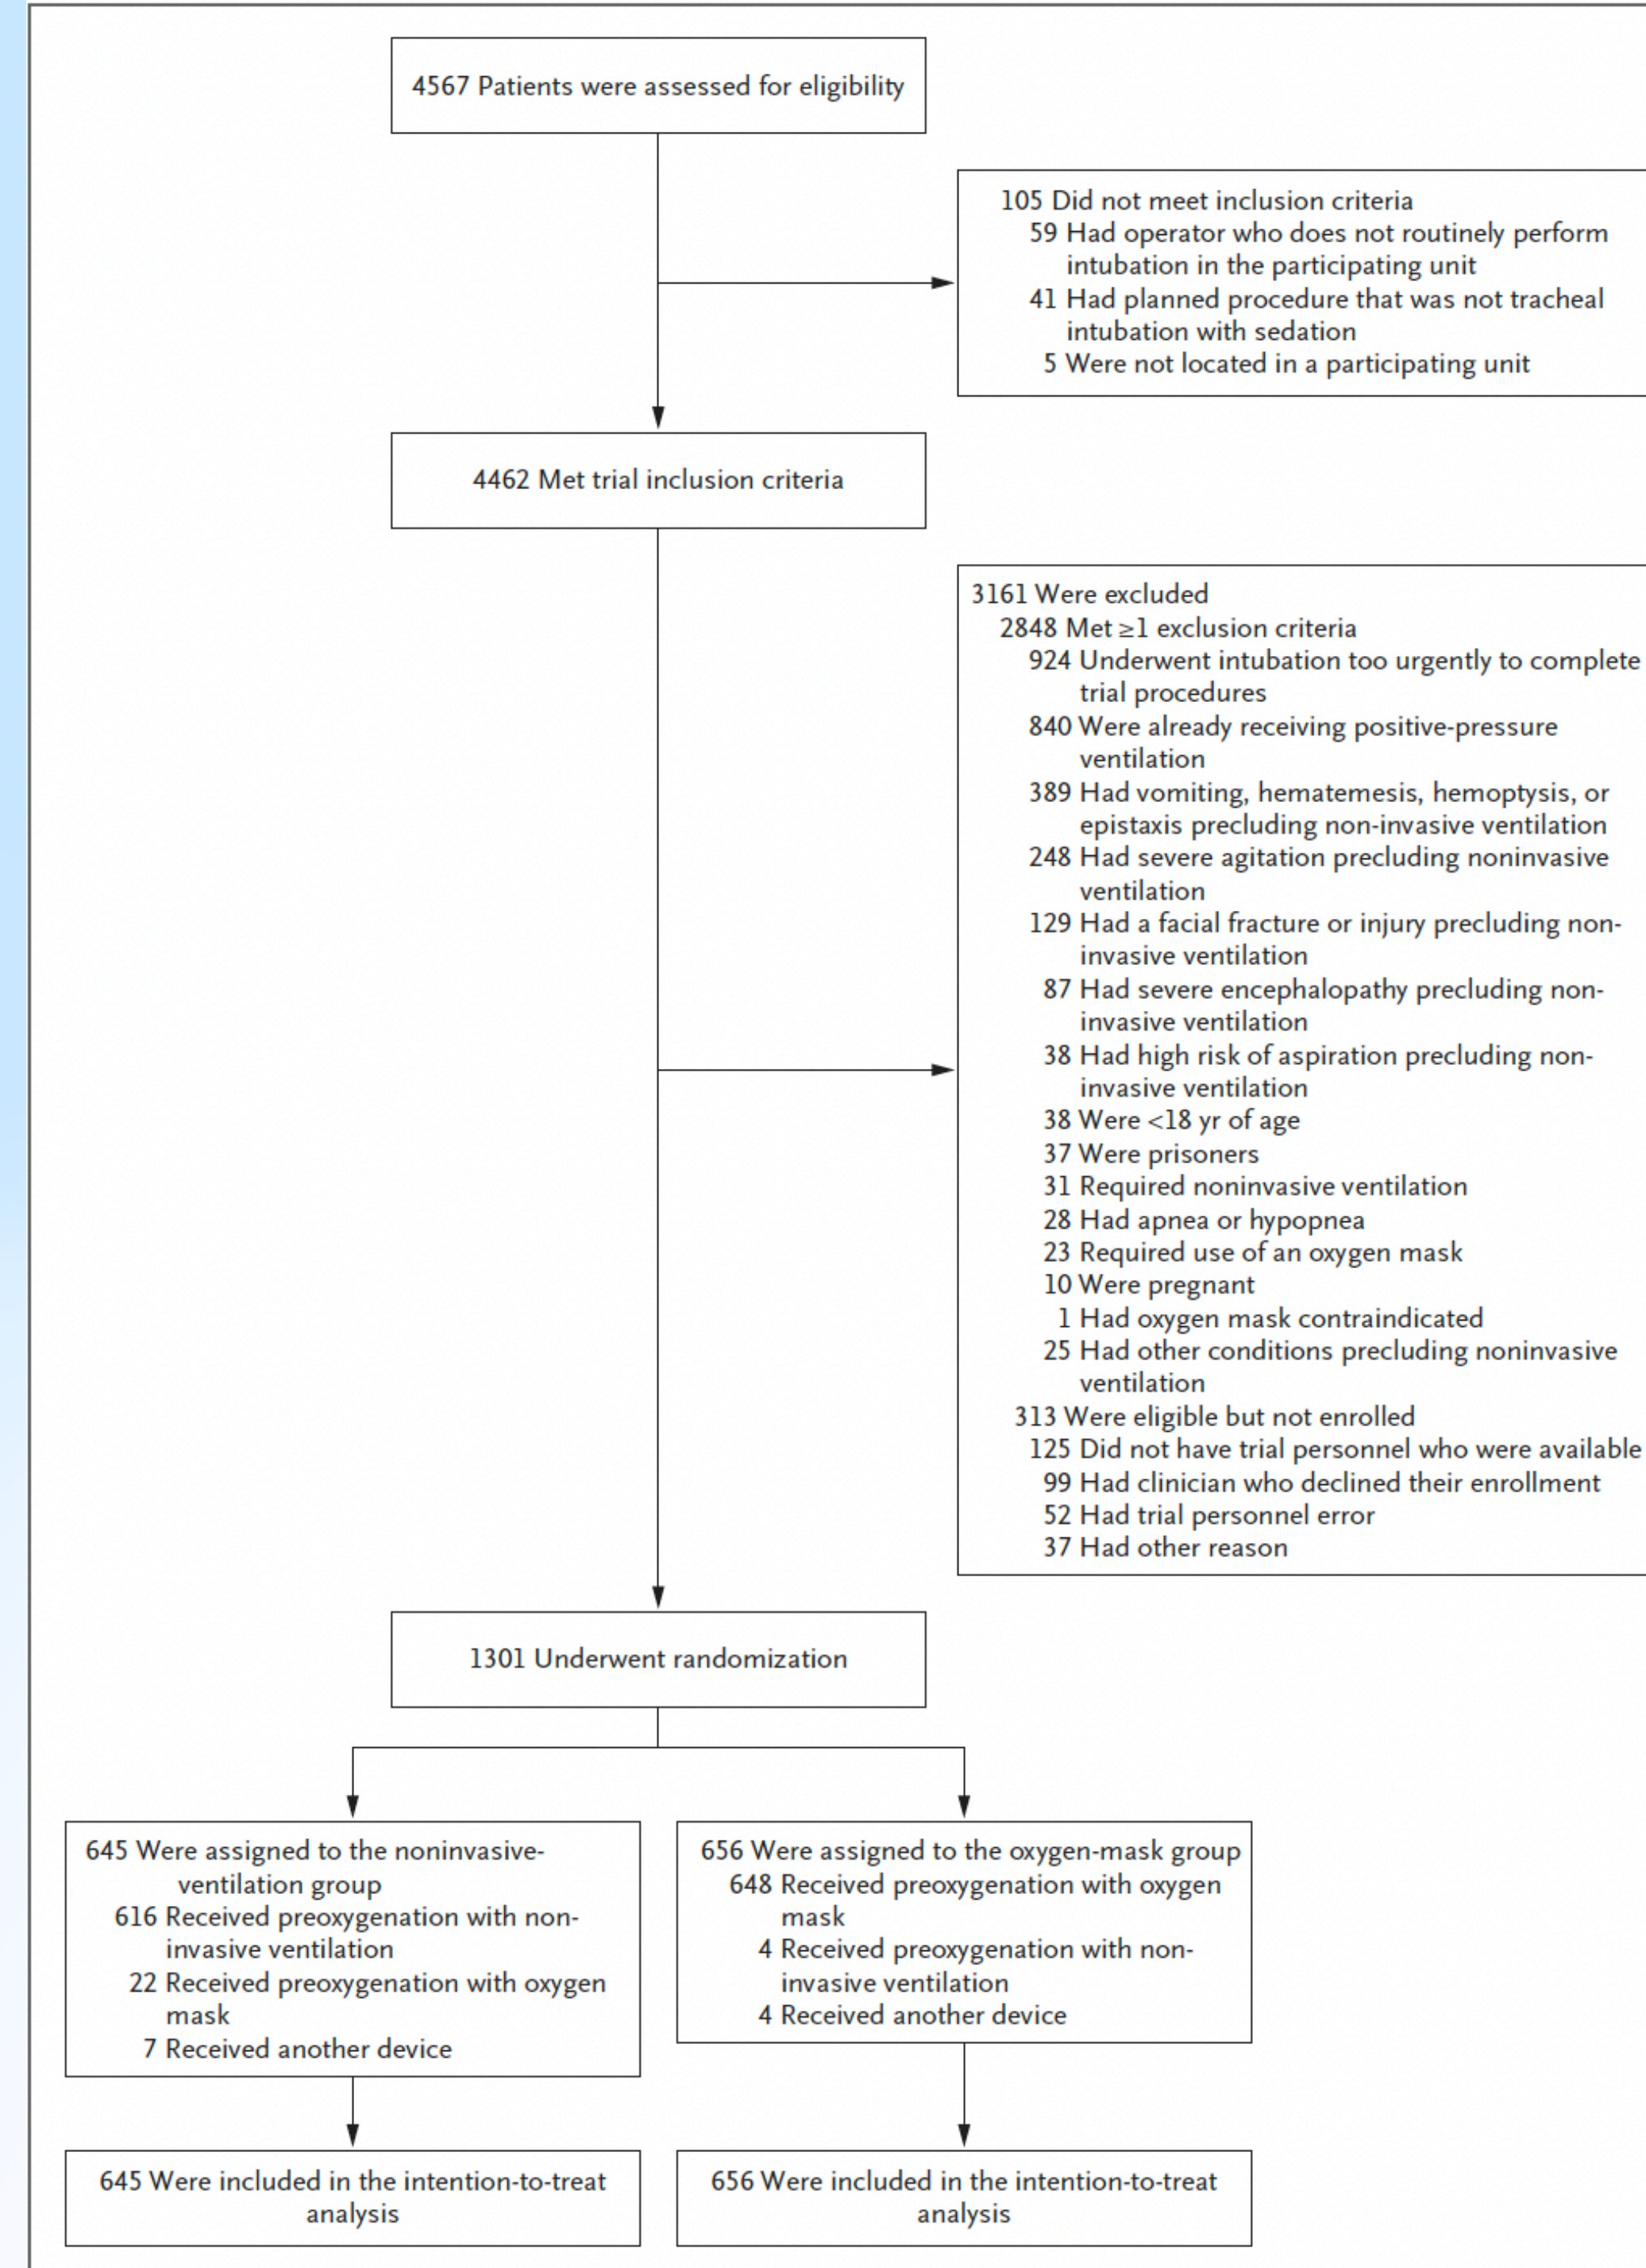 4567 Patients were assessed for eligibility
105 Did not meet inclusion criteria
59 Had operator who does not routinely perform
intubation in the participating unit
41 Had planned procedure that was not tracheal
intubation with sedation
5 Were not located in a participating unit
4462 Met trial inclusion criteria
3161 Were excluded
2848 Met ≥1 exclusion criteria
924 Underwent intubation too urgently to complete
trial procedures
840 Were already receiving positive-pressure
ventilation
389 Had vomiting, hematemesis, hemoptysis, or
epistaxis precluding non-invasive ventilation
248 Had severe agitation precluding noninvasive
ventilation
129 Had a facial fracture or injury precluding non-
invasive ventilation
87 Had severe encephalopathy precluding non-
invasive ventilation
38 Had high risk of aspiration precluding non-
invasive ventilation
38 Were <18 yr of age
37 Were prisoners
31 Required noninvasive ventilation
28 Had apnea or hypopnea
23 Required use of an oxygen mask
10 Were pregnant
1 Had oxygen mask contraindicated
25 Had other conditions precluding noninvasive
ventilation
313 Were eligible but not enrolled
125 Did not have trial personnel who were available
99 Had clinician who declined their enrollment
52 Had trial personnel error
37 Had other reason
1301 Underwent randomization
645 Were assigned to the noninvasive-
ventilation group
616 Received preoxygenation with non-
invasive ventilation
22 Received preoxygenation with oxygen
mask
7 Received another device
656 Were assigned to the oxygen-mask group
648 Received preoxygenation with oxygen
mask
4 Received preoxygenation with non-
invasive ventilation
4 Received another device
645 Were included in the intention-to-treat
analysis
656 Were included in the intention-to-treat
analysis